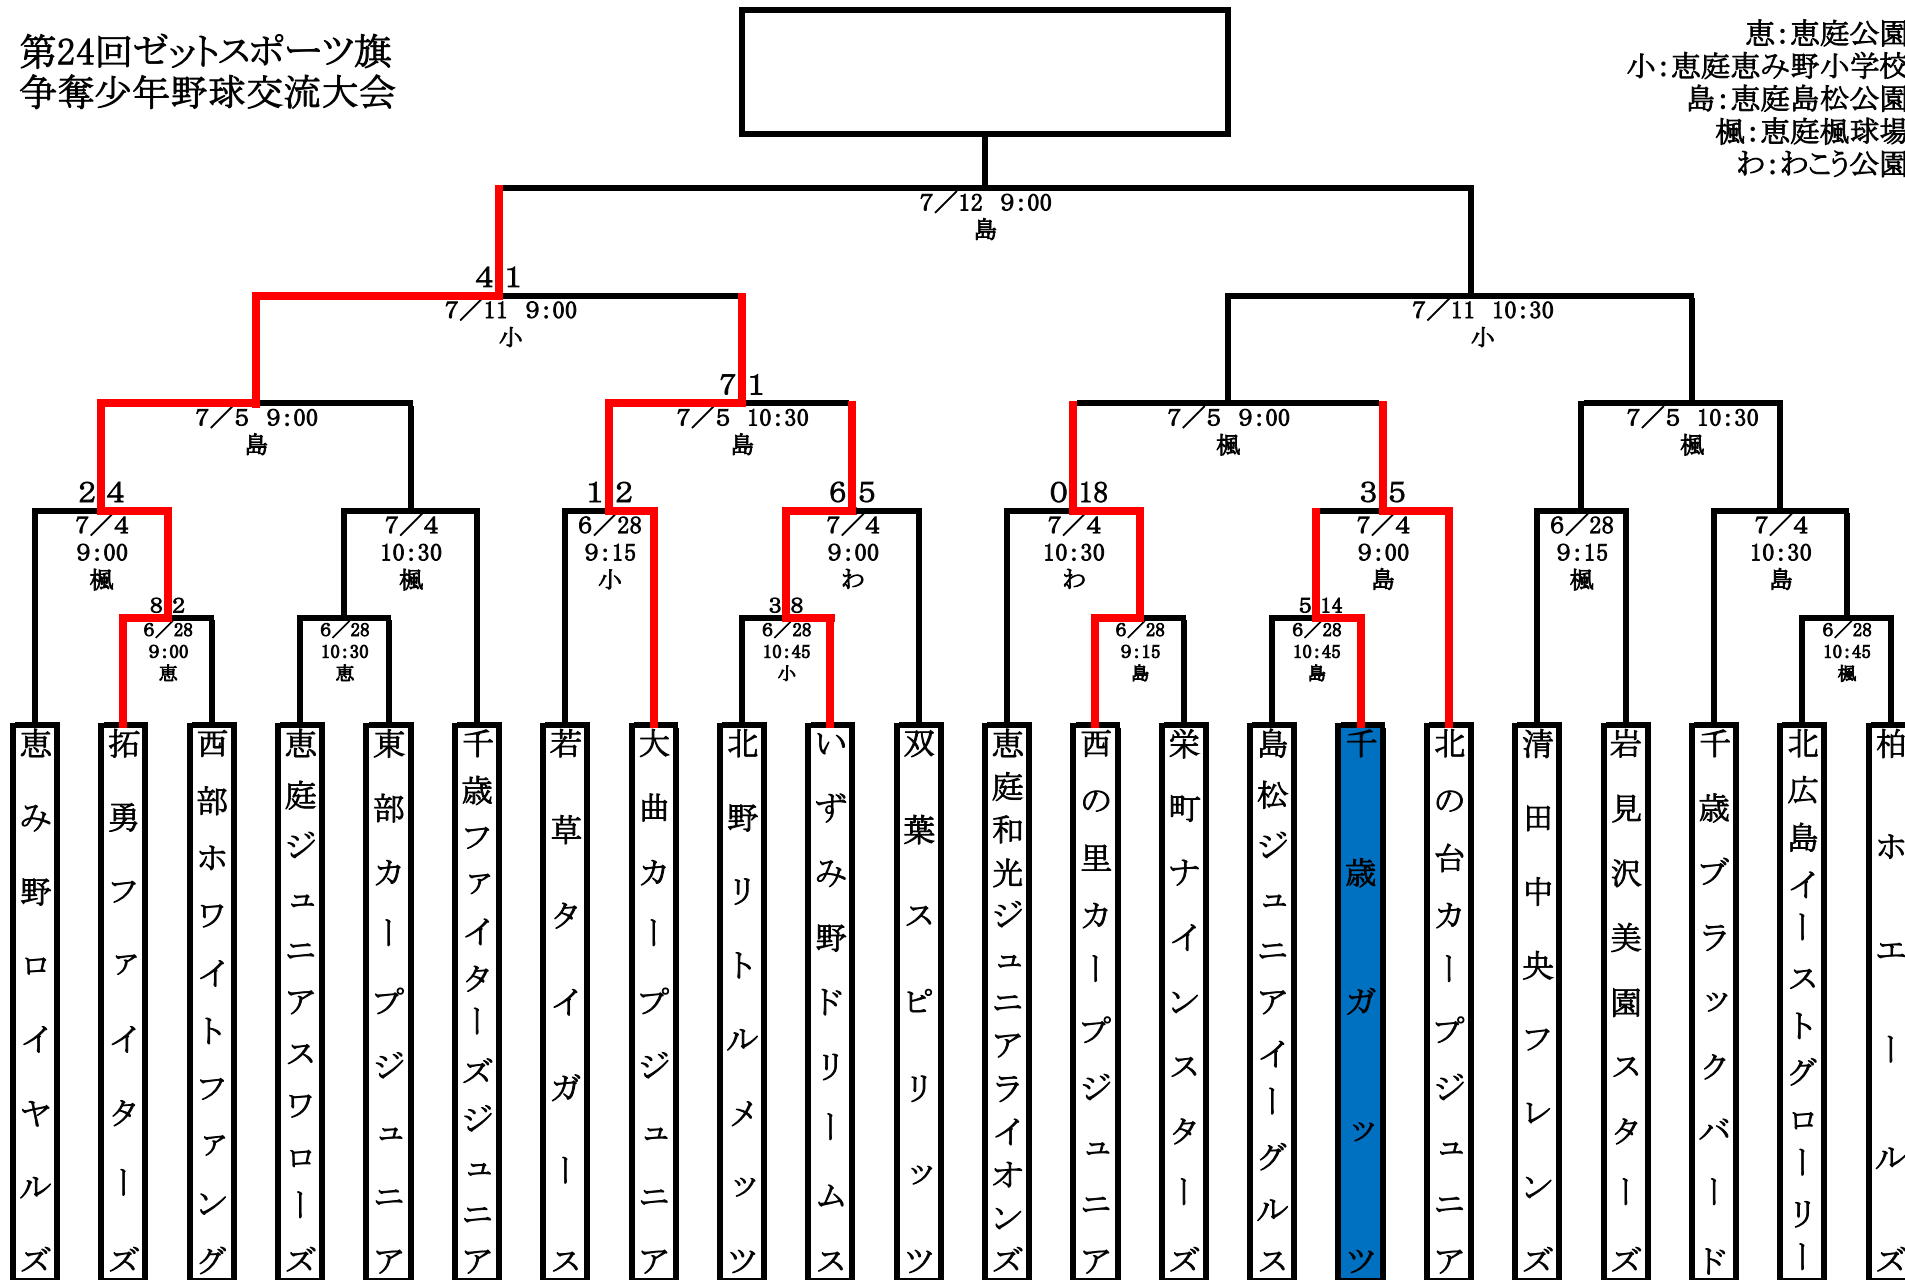 第24回ゼットスポーツ旗
争奪少年野球交流大会
恵:恵庭公園
小:恵庭恵み野小学校
島:恵庭島松公園
楓:恵庭楓球場
わ:わこう公園
7/12 9:00
島
4 1
7/11 9:00
小
7/11 10:30
小
7/5 9:00
島
7 1
7/5 10:30
島
7/5 9:00
楓
7/5 10:30
楓
2 4
7/4
9:00
楓
7/4
10:30
楓
1 2
6/28
9:15
小
6 5
7/4
9:00
わ
0 18
7/4
10:30
わ
3 5
7/4
9:00
島
6/28
9:15
楓
7/4
10:30
島
8 2
6/28
9:00
恵
6/28
10:30
恵
3 8
6/28
10:45
小
6/28
9:15
島
5 14
6/28
10:45
島
6/28
10:45
楓
恵み野ロイヤルズ
拓勇ファイターズ
西部ホワイトファング
恵庭ジュニアスワローズ
東部カープジュニア
千歳ファイターズジュニア
若草タイガース
大曲カープジュニア
北野リトルメッツ
いずみ野ドリームス
双葉スピリッツ
恵庭和光ジュニアライオンズ
西の里カープジュニア
栄町ナインスターズ
島松ジュニアイーグルス
千歳ガッツ
北の台カープジュニア
清田中央フレンズ
岩見沢美園スターズ
千歳ブラックバード
北広島イーストグローリー
柏ホエールズ